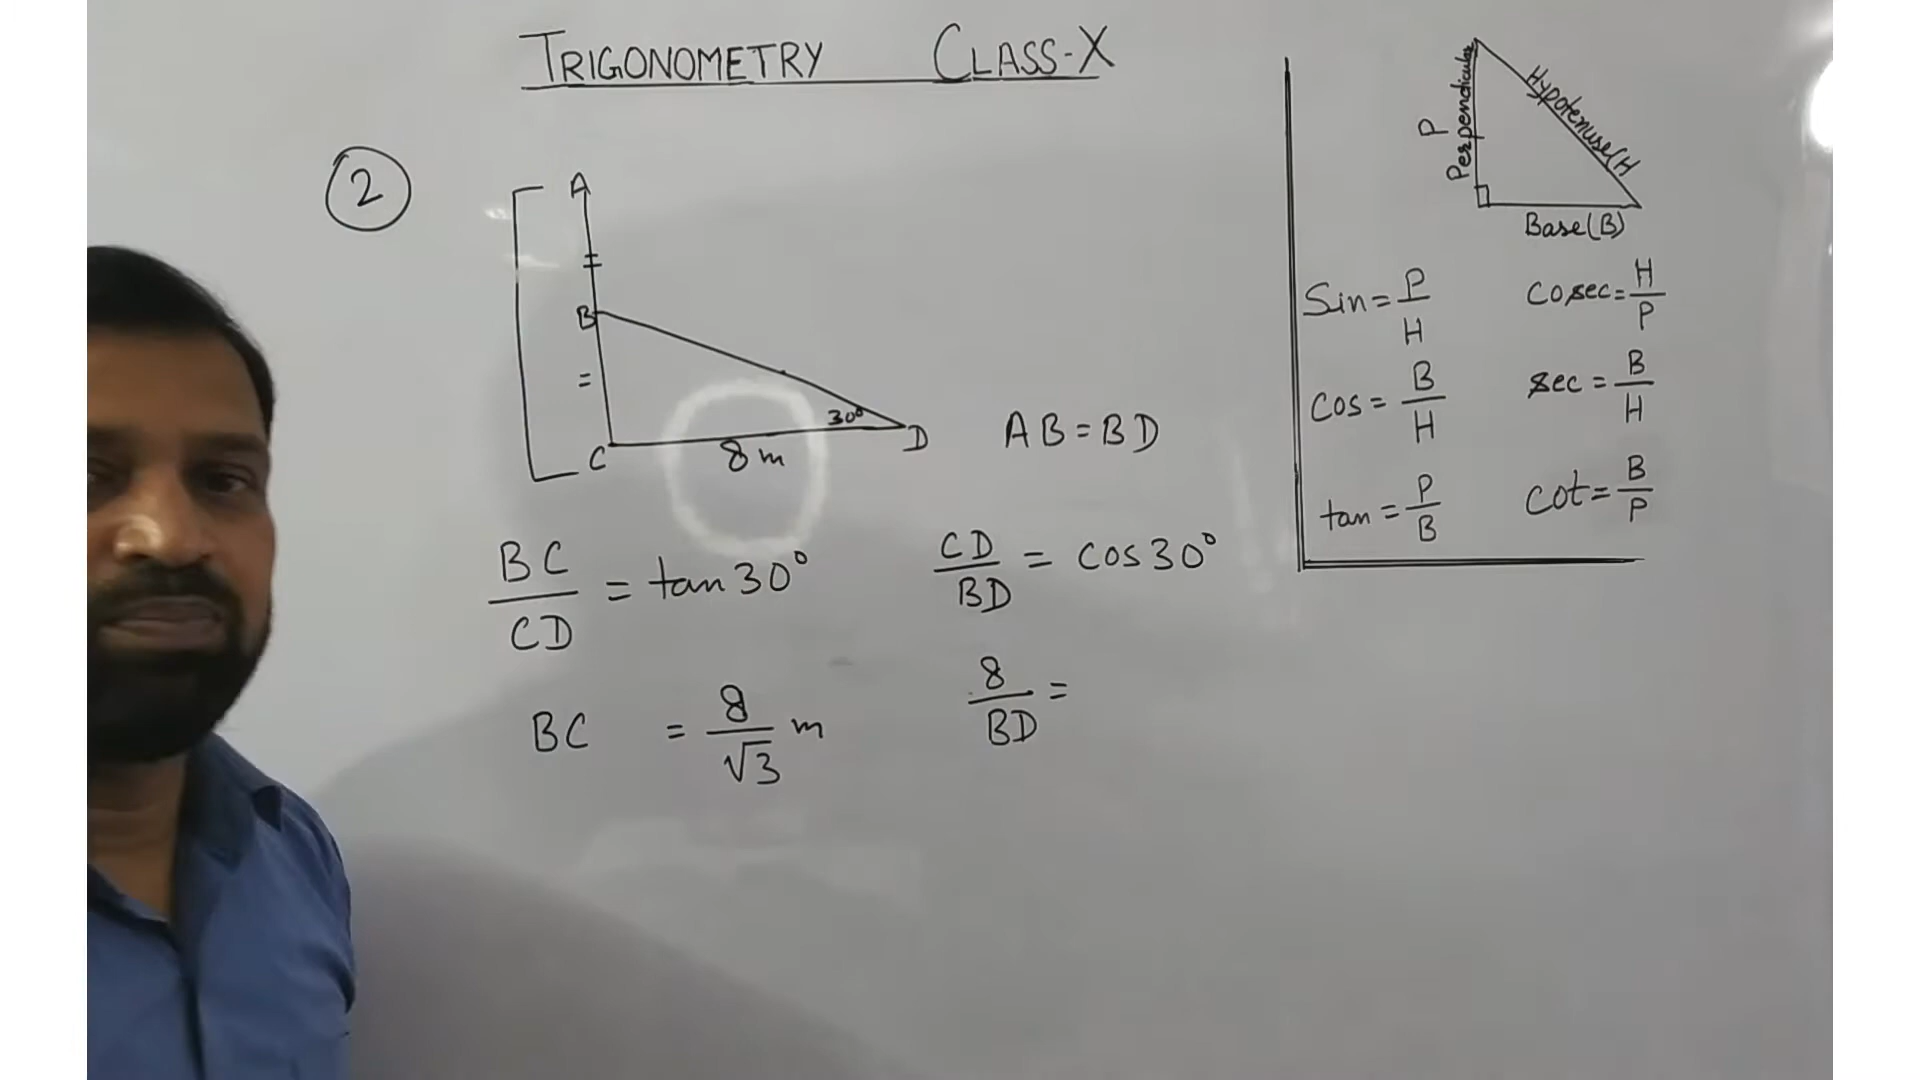 TRIGONOMETRY CLASS-X
2
A
=
B
=
C
8 m
30°
D
AB = BD
BC/CD = tan 30°
CD/BD = cos 30°
BC = 8/√3 m
8/BD =
P
Perpendicular
Hypotenuse(H
Base(B)
Sin = P/H
Cosec = H/P
cos = B/H
sec = B/H
tan = P/B
cot = B/P